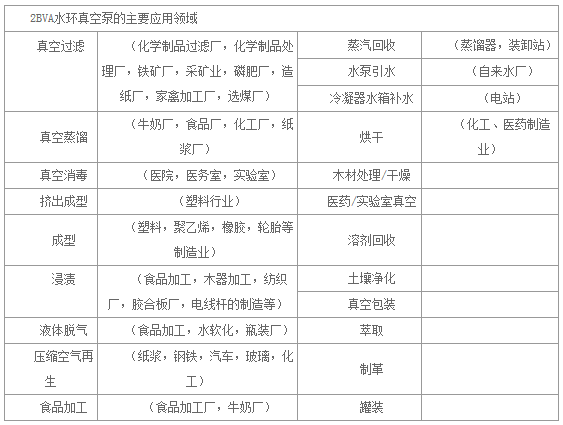 2BVA水环真空泵的主要应用领域
真空过滤
（化学制品过滤厂，化学制品处
理厂，铁矿厂，采矿业，磷肥厂，造
纸厂，家禽加工厂，选煤厂）
蒸汽回收
（蒸馏器，装卸站）
水泵引水
（自来水厂）
冷凝器水箱补水
（电站）
真空蒸馏
（牛奶厂，食品厂，化工厂，纸
浆厂）
烘干
（化工、医药制造
业）
真空消毒
（医院，医务室，实验室）
木材处理/干燥
挤出成型
（塑料行业）
医药/实验室真空
成型
（塑料，聚乙烯，橡胶，轮胎等
制造业）
溶剂回收
浸渍
（食品加工，木器加工，纺织
厂，胶合板厂，电线杆的制造等）
土壤净化
真空包装
液体脱气
（食品加工，水软化，瓶装厂）
萃取
压缩空气再
生
（纸浆，钢铁，汽车，玻璃，化
工）
制革
食品加工
（食品加工厂，牛奶厂）
罐装